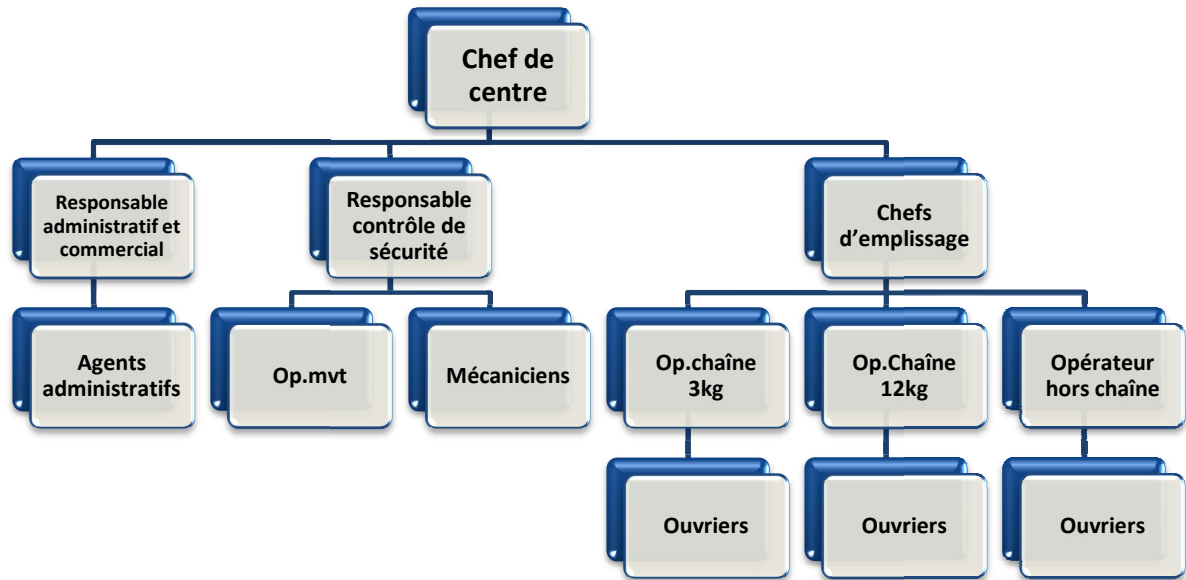 Chef de
centre
Responsable
administratif et
commercial
Responsable
contrôle de
sécurité
Chefs
d’emplissage
Agents
administratifs
Op.mvt
Mécaniciens
Op.chaîne
3kg
Op.Chaîne
12kg
Opérateur
hors chaîne
Ouvriers
Ouvriers
Ouvriers